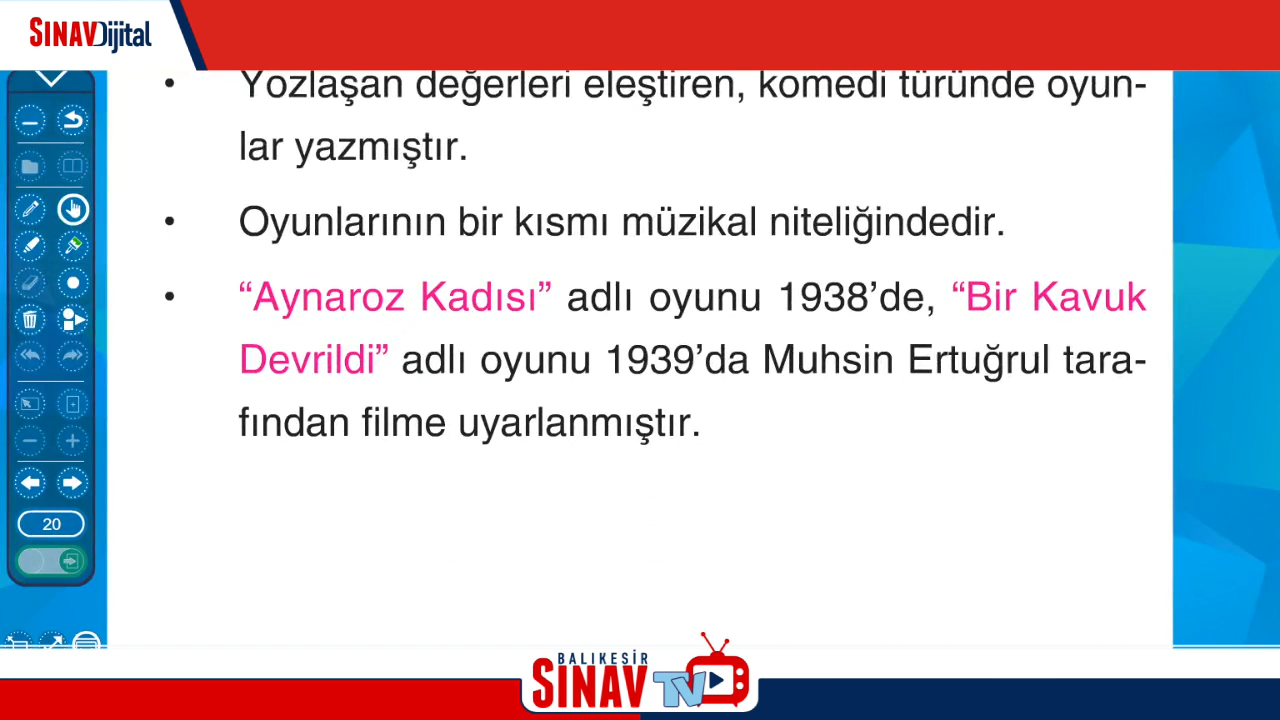 SINAVDijital
• Yozlaşan değerleri eleştiren, komedi türünde oyun-
lar yazmıştır.
• Oyunlarının bir kısmı müzikal niteliğindedir.
• “Aynaroz Kadısı” adlı oyunu 1938’de, “Bir Kavuk
Devrildi” adlı oyunu 1939’da Muhsin Ertuğrul tara-
fından filme uyarlanmıştır.
20
BALIKESİR
SINAV TV